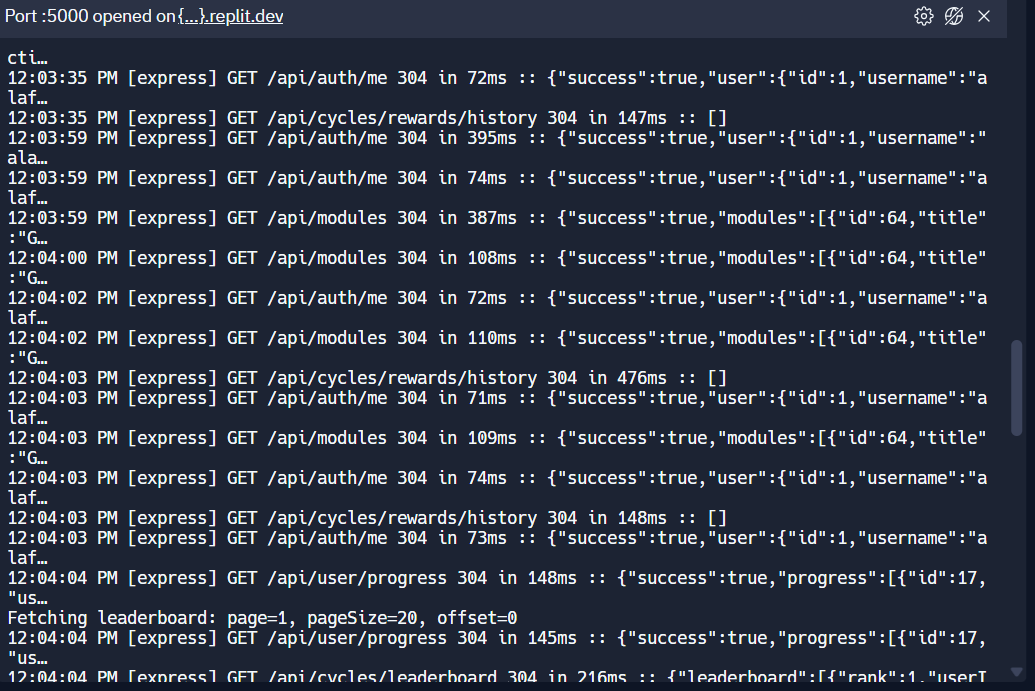 Port :5000 opened on {...}.replit.dev
cti…
12:03:35 PM [express] GET /api/auth/me 304 in 72ms :: {"success":true,"user":{"id":1,"username":"a
laf…
12:03:35 PM [express] GET /api/cycles/rewards/history 304 in 147ms :: []
12:03:59 PM [express] GET /api/auth/me 304 in 395ms :: {"success":true,"user":{"id":1,"username":"
ala…
12:03:59 PM [express] GET /api/auth/me 304 in 74ms :: {"success":true,"user":{"id":1,"username":"a
laf…
12:03:59 PM [express] GET /api/modules 304 in 387ms :: {"success":true,"modules":[{"id":64,"title"
:"G…
12:04:00 PM [express] GET /api/modules 304 in 108ms :: {"success":true,"modules":[{"id":64,"title"
:"G…
12:04:02 PM [express] GET /api/auth/me 304 in 72ms :: {"success":true,"user":{"id":1,"username":"a
laf…
12:04:02 PM [express] GET /api/modules 304 in 110ms :: {"success":true,"modules":[{"id":64,"title"
:"G…
12:04:03 PM [express] GET /api/cycles/rewards/history 304 in 476ms :: []
12:04:03 PM [express] GET /api/auth/me 304 in 71ms :: {"success":true,"user":{"id":1,"username":"a
laf…
12:04:03 PM [express] GET /api/modules 304 in 109ms :: {"success":true,"modules":[{"id":64,"title"
:"G…
12:04:03 PM [express] GET /api/auth/me 304 in 74ms :: {"success":true,"user":{"id":1,"username":"a
laf…
12:04:03 PM [express] GET /api/cycles/rewards/history 304 in 148ms :: []
12:04:03 PM [express] GET /api/auth/me 304 in 73ms :: {"success":true,"user":{"id":1,"username":"a
laf…
12:04:04 PM [express] GET /api/user/progress 304 in 148ms :: {"success":true,"progress":[{"id":17,
"us…
Fetching leaderboard: page=1, pageSize=20, offset=0
12:04:04 PM [express] GET /api/user/progress 304 in 145ms :: {"success":true,"progress":[{"id":17,
"us…
12:04:04 PM [express] GET /api/cycles/leaderboard 304 in 216ms :: {"leaderboard":[{"rank":1,"userI